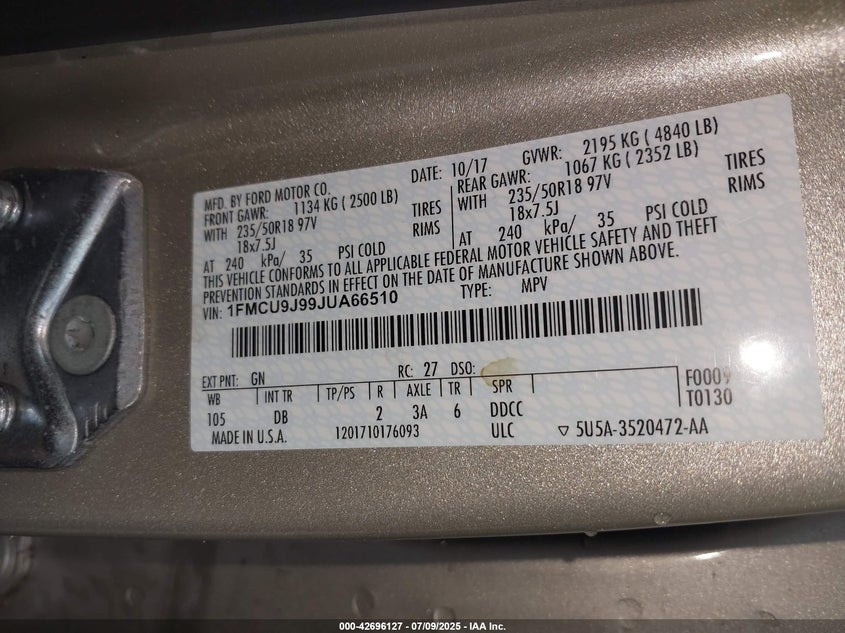 MFD. BY FORD MOTOR CO. DATE: 10/17 GVWR: 2195 KG ( 4840 LB)
FRONT GAWR: 1134 KG ( 2500 LB) REAR GAWR: 1067 KG ( 2352 LB)
WITH 235/50R18 97V TIRES WITH 235/50R18 97V TIRES
18x7.5J RIMS 18x7.5J RIMS
AT 240 kPa/ 35 PSI COLD AT 240 kPa/ 35 PSI COLD
THIS VEHICLE CONFORMS TO ALL APPLICABLE FEDERAL MOTOR VEHICLE SAFETY AND THEFT
PREVENTION STANDARDS IN EFFECT ON THE DATE OF MANUFACTURE SHOWN ABOVE.
VIN: 1FMCU9J99JUA66510 TYPE: MPV
EXT PNT: GN RC: 27 DSO:
WB INT TR TP/PS R AXLE TR SPR F0009
105 DB 2 3A 6 DDCC T0130
MADE IN U.S.A. 1201710176093 ULC ▽ 5U5A-3520472-AA
000-42696127 - 07/09/2025 - IAA Inc.